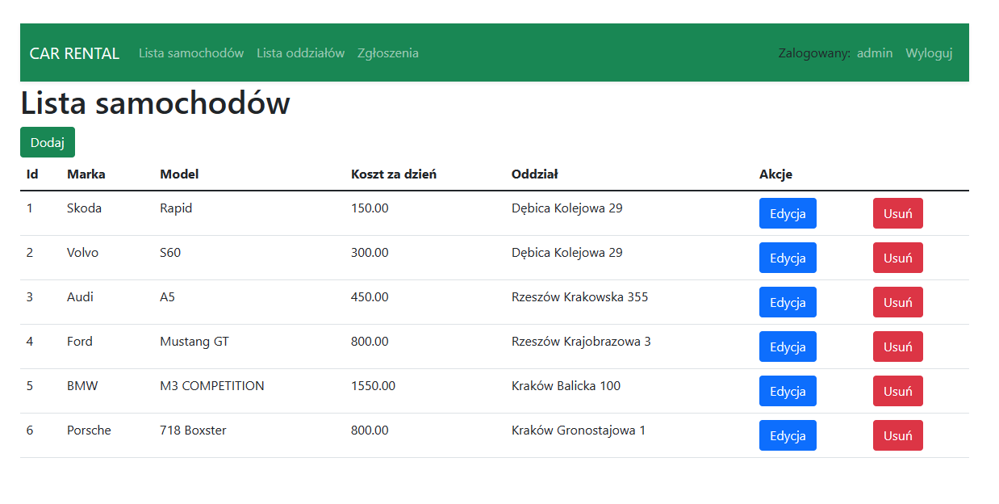 CAR RENTAL Lista samochodów Lista oddziałów Zgłoszenia Zalogowany: admin Wyloguj
Lista samochodów
Dodaj
Id Marka Model Koszt za dzień Oddział Akcje
1 Skoda Rapid 150.00 Dębica Kolejowa 29 Edycja Usuń
2 Volvo S60 300.00 Dębica Kolejowa 29 Edycja Usuń
3 Audi A5 450.00 Rzeszów Krakowska 355 Edycja Usuń
4 Ford Mustang GT 800.00 Rzeszów Krajobrazowa 3 Edycja Usuń
5 BMW M3 COMPETITION 1550.00 Kraków Balicka 100 Edycja Usuń
6 Porsche 718 Boxster 800.00 Kraków Gronostajowa 1 Edycja Usuń